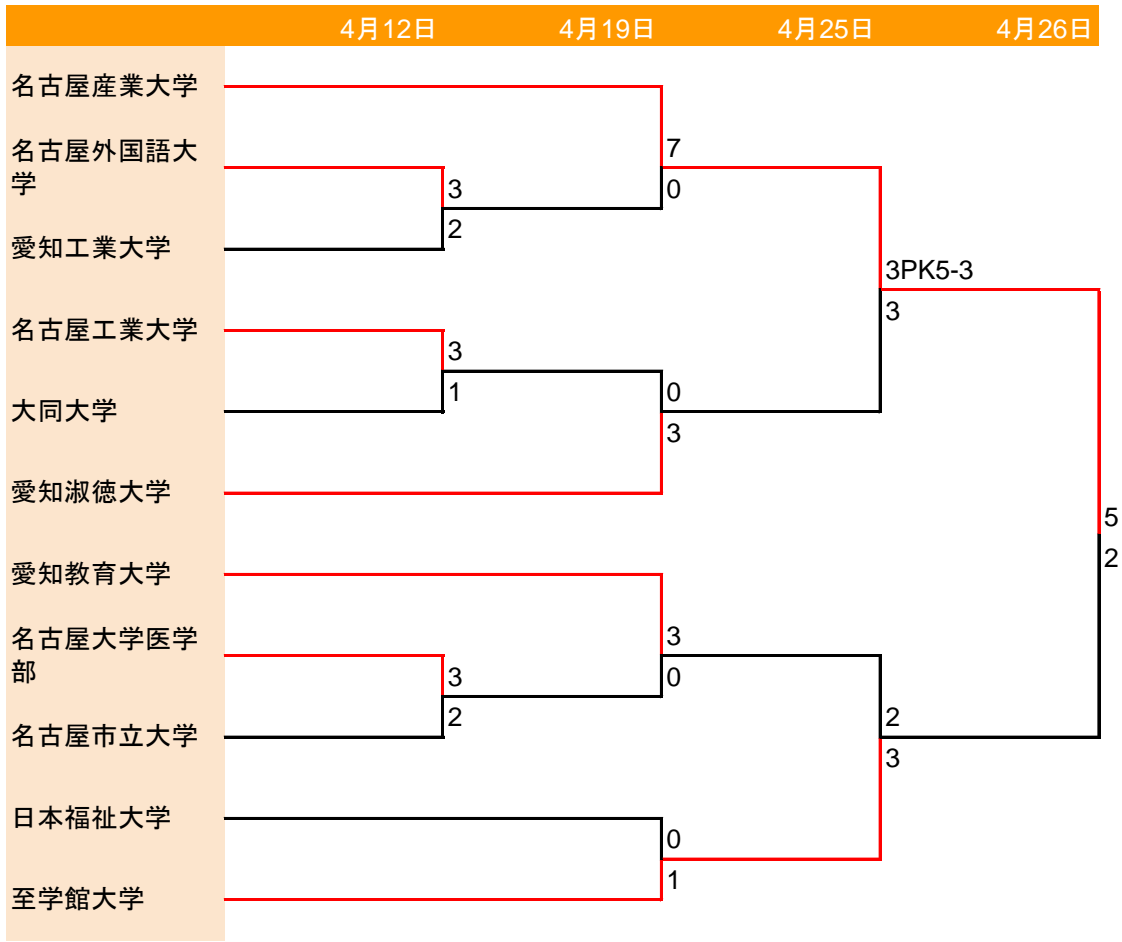 4月12日 4月19日 4月25日 4月26日
名古屋産業大学
7
名古屋外国語大
学
3
0
2
愛知工業大学
3PK5-3
3
名古屋工業大学
3
1
0
大同大学
3
愛知淑徳大学
5
2
愛知教育大学
3
名古屋大学医学
部
3
0
2
2
名古屋市立大学
3
日本福祉大学
0
1
至学館大学